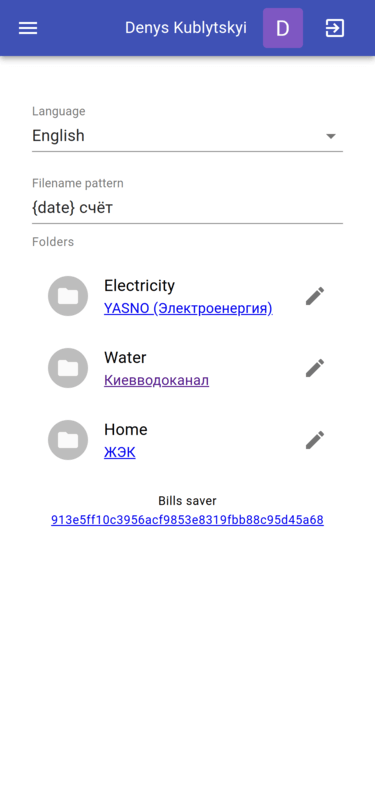 Denys Kublytskyi D
Language
English
Filename pattern
{date} счёт
Folders
Electricity
YASNO (Электроенергия)
Water
Киевводоканал
Home
ЖЭК
Bills saver
913e5ff10c3956acf9853e8319fbb88c95d45a68